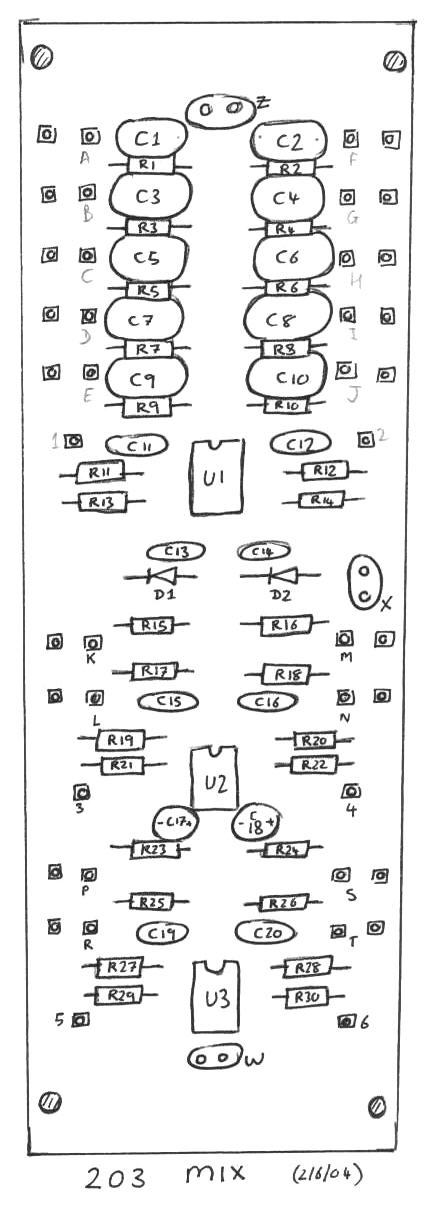 Z
C1 C2
A F
R1 R2
C3 C4
B G
R3 R4
C5 C6
C H
R5 R6
C7 C8
D I
R7 R8
C9 C10
E J
R9 R10
1 C11 C12 2
R11 U1 R12
R13 R14
C13 C14
D1 D2
X
R15 R16
K M
R17 R18
C15 C16
L N
R19 R20
R21 U2 R22
3 4
-C17+ -C18+
R23 R24
P S
R25 R26
R C19 C20 T
R27 R28
R29 U3 R30
5 6
W
203 MIX (2/6/04)